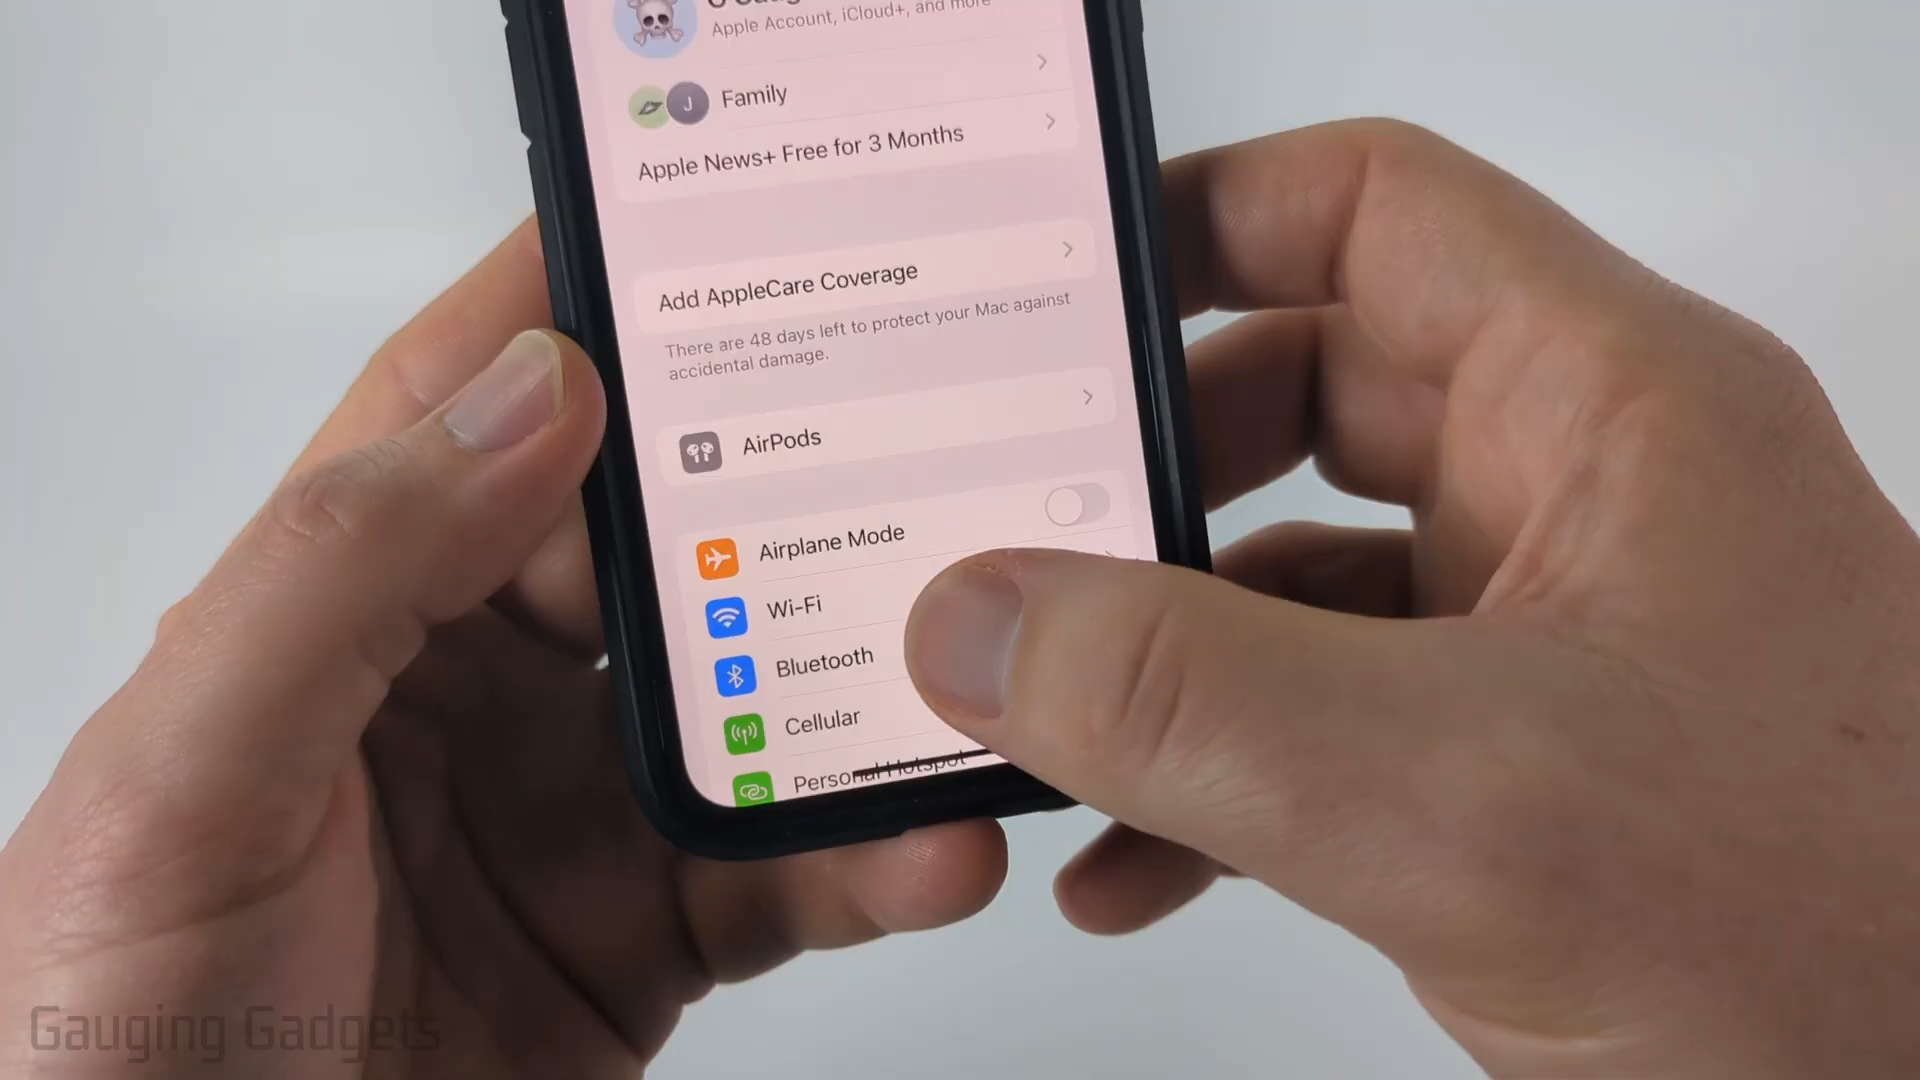 Apple Account, iCloud+, and more
J
Family
Apple News+ Free for 3 Months
Add AppleCare Coverage
There are 48 days left to protect your Mac against
accidental damage.
AirPods
Airplane Mode
Wi-Fi
Bluetooth
Cellular
Personal Hotspot
Gauging Gadgets